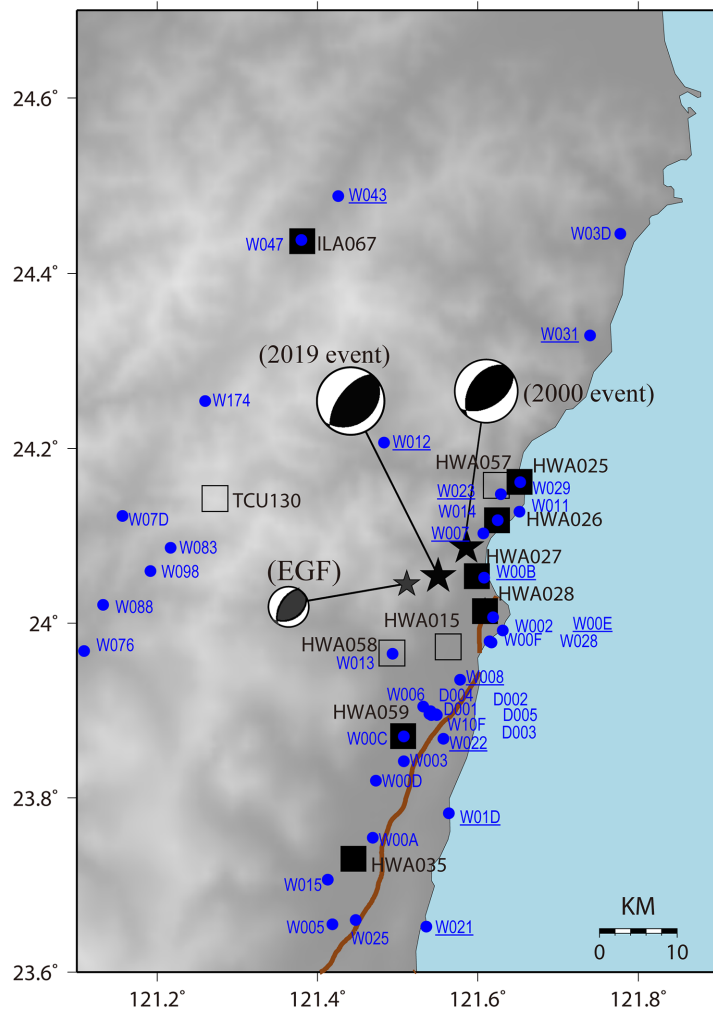 24.6°
W043
W047
ILA067
W03D
24.4°
W031
(2019 event)
(2000 event)
W174
W012
24.2°
HWA057
HWA025
TCU130
W023
W029
W014
W011
W07D
HWA026
W007
W083
HWA027
W098
(EGF)
W00B
HWA028
W088
24°
HWA015
W002
W00E
HWA058
W00F
W028
W076
W013
W008
W006
D004
D002
HWA059
D001
D005
W10F
D003
W00C
W022
W003
W00D
23.8°
W01D
W00A
HWA035
W015
W005
W025
W021
KM
0 10
23.6°
121.2° 121.4° 121.6° 121.8°